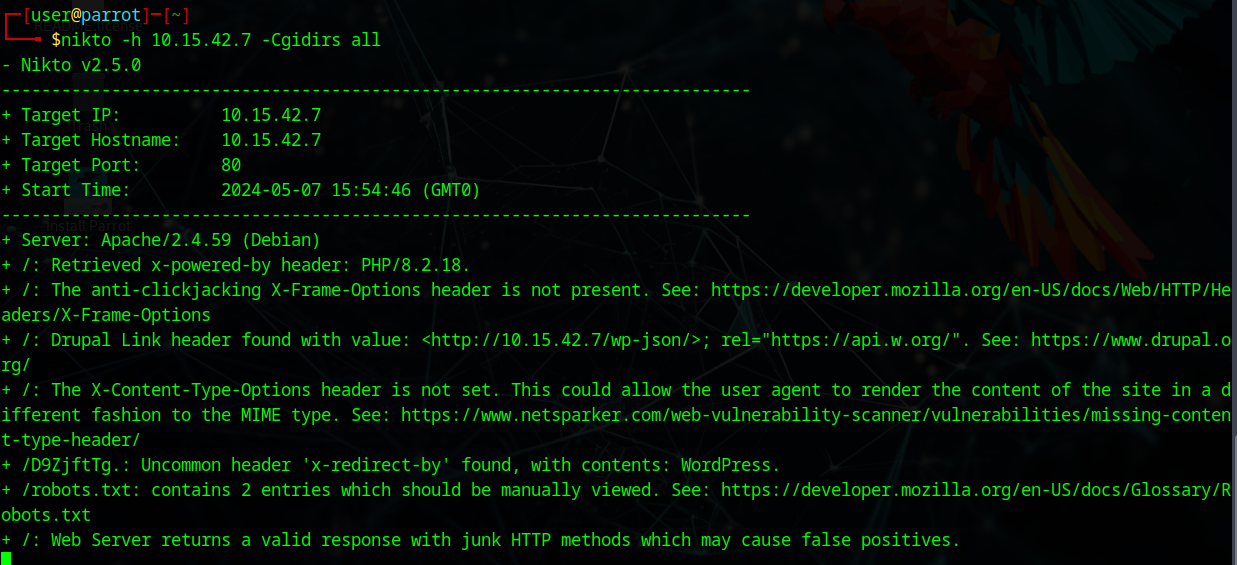 [user@parrot]─[~]
$nikto -h 10.15.42.7 -Cgidirs all
- Nikto v2.5.0
---------------------------------------------------------------------------
+ Target IP:          10.15.42.7
+ Target Hostname:    10.15.42.7
+ Target Port:        80
+ Start Time:         2024-05-07 15:54:46 (GMT0)
---------------------------------------------------------------------------
+ Server: Apache/2.4.59 (Debian)
+ /: Retrieved x-powered-by header: PHP/8.2.18.
+ /: The anti-clickjacking X-Frame-Options header is not present. See: https://developer.mozilla.org/en-US/docs/Web/HTTP/He
aders/X-Frame-Options
+ /: Drupal Link header found with value: <http://10.15.42.7/wp-json/>; rel="https://api.w.org/". See: https://www.drupal.o
rg/
+ /: The X-Content-Type-Options header is not set. This could allow the user agent to render the content of the site in a d
ifferent fashion to the MIME type. See: https://www.netsparker.com/web-vulnerability-scanner/vulnerabilities/missing-conten
t-type-header/
+ /D9ZjftTg.: Uncommon header 'x-redirect-by' found, with contents: WordPress.
+ /robots.txt: contains 2 entries which should be manually viewed. See: https://developer.mozilla.org/en-US/docs/Glossary/R
obots.txt
+ /: Web Server returns a valid response with junk HTTP methods which may cause false positives.
Trash
Install Parrot